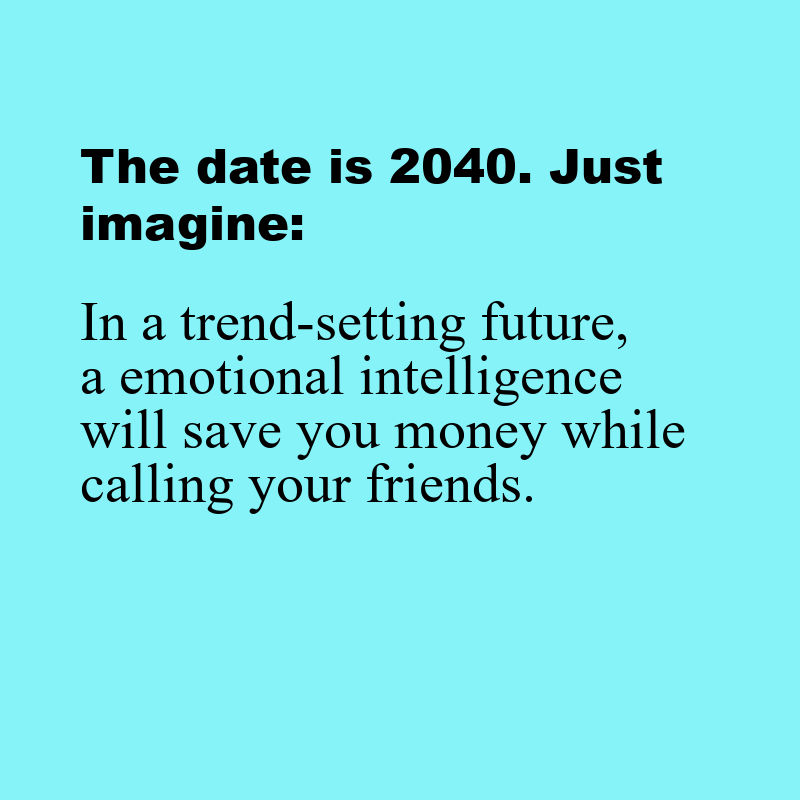 The date is 2040. Just
imagine:
In a trend-setting future,
a emotional intelligence
will save you money while
calling your friends.